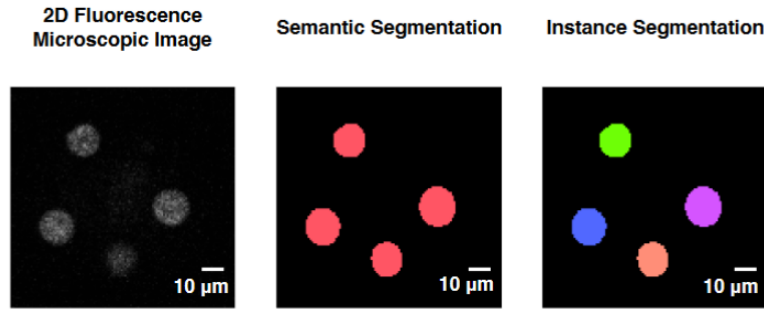 2D Fluorescence
Microscopic Image
Semantic Segmentation
Instance Segmentation
10 μm
10 μm
10 μm